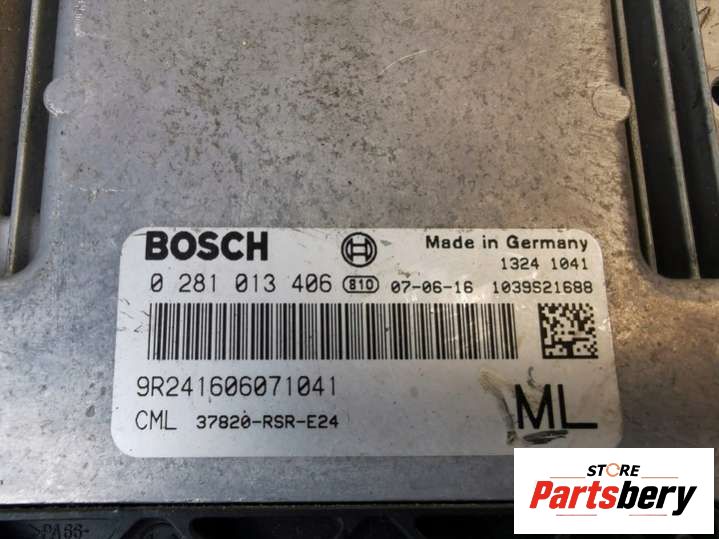 BOSCH
Made in Germany
1324 1041
0 281 013 406 810 07-06-16 1039S21688
9R241606071041
CML 37820-RSR-E24
ML
>PA66-
STORE
Partsbery